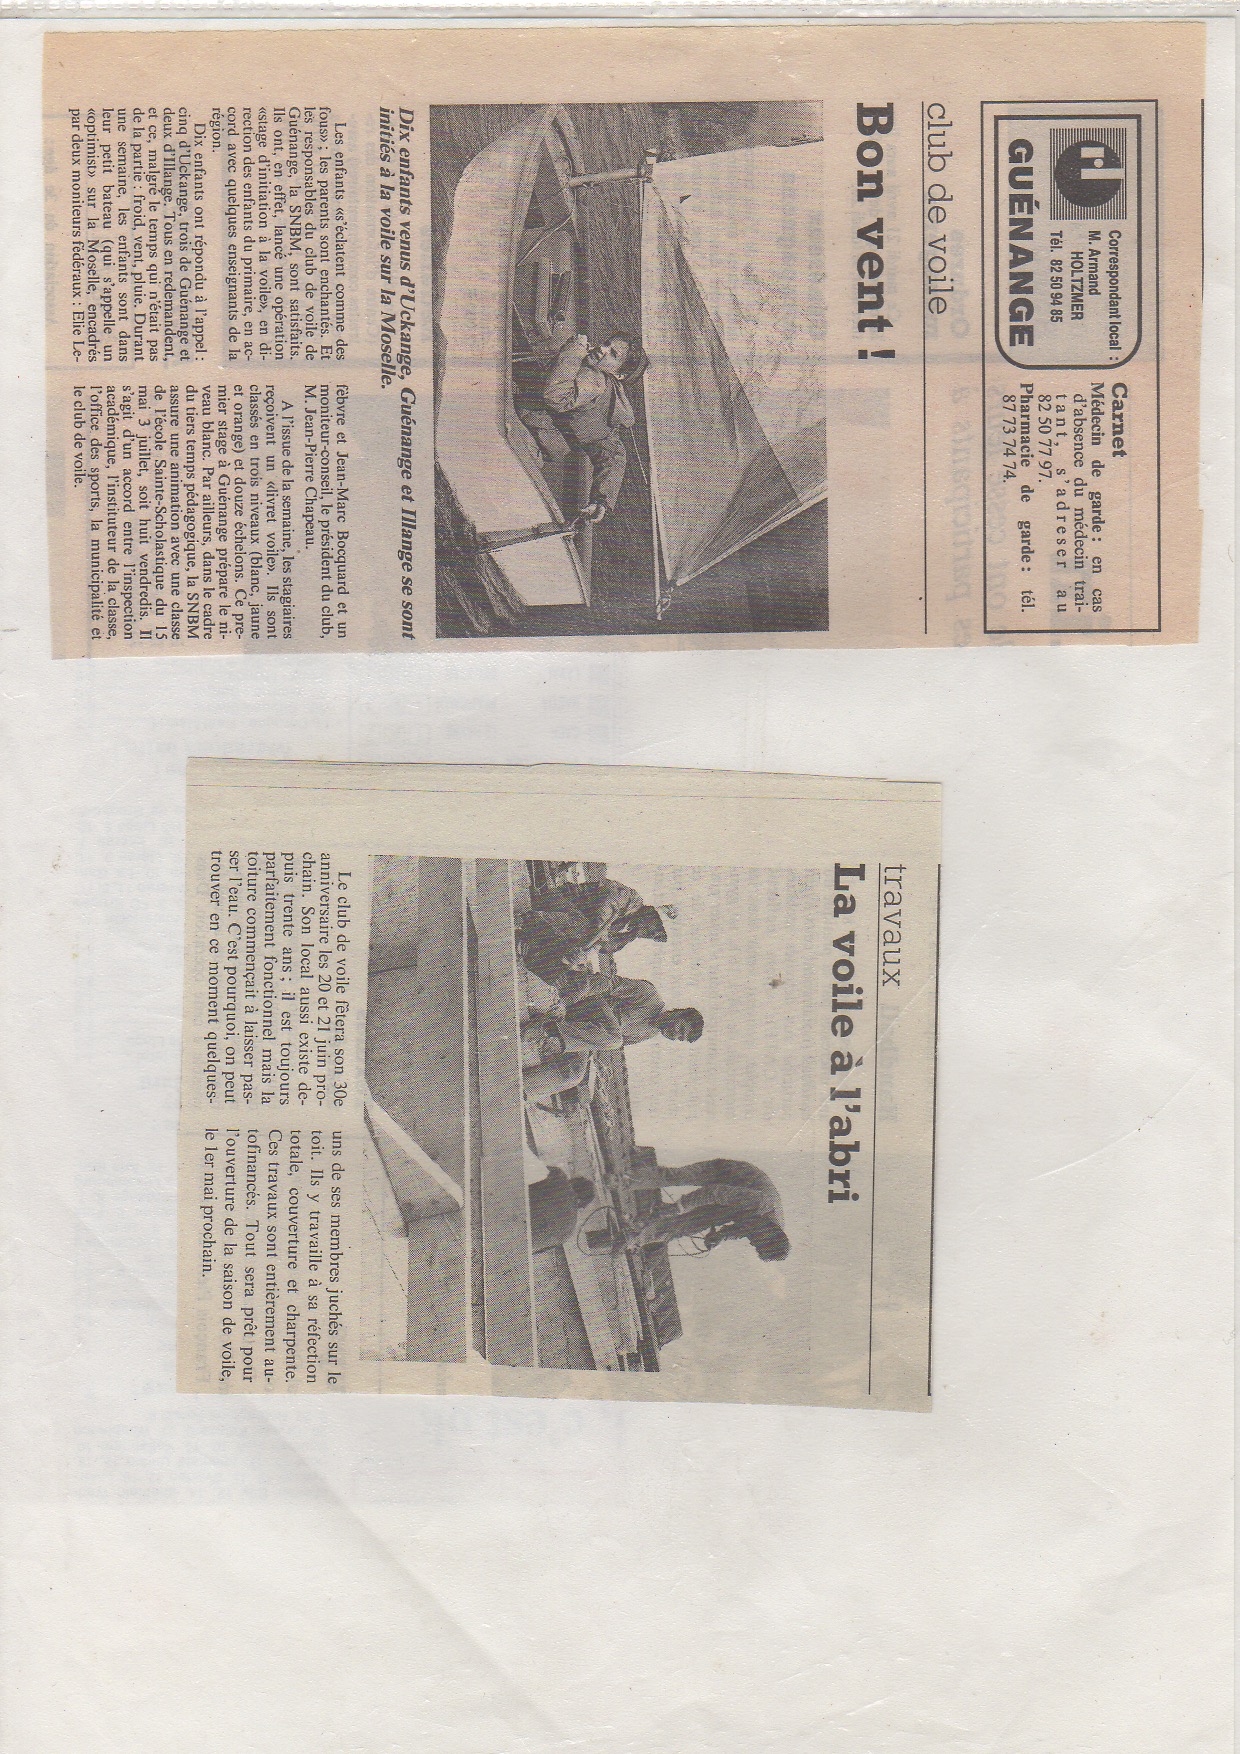 Correspondant local :
M. Armand
HOLTZMER
Tél. 82 50 94 85
GUÉNANGE
Carnet
Médecin de garde : en cas
d'absence du médecin trai-
tant, s'adreser au
82 50 77 97.
Pharmacie de garde : tél.
87 73 74 74.
club de voile
Bon vent !
Dix enfants venus d'Uckange, Guénange et Illange se sont
initiés à la voile sur la Moselle.
Les enfants «s'éclatent comme des
fous» ; les parents sont enchantés. Et
les responsables du club de voile de
Guénange, la SNBM, sont satisfaits.
Ils ont, en effet, lancé une opération
«stage d'initiation à la voile», en di-
rection des enfants du primaire, en ac-
cord avec quelques enseignants de la
région.
Dix enfants ont répondu à l'appel :
cinq d'Uckange, trois de Guénange et
deux d'Illange. Tous en redemandent,
et ce, malgré le temps qui n'était pas
de la partie : froid, vent, pluie. Durant
une semaine, les enfants sont dans
leur petit bateau (qui s'appelle un
«optimist» sur la Moselle, encadrés
par deux moniteurs fédéraux : Elie Le-
fèbvre et Jean-Marc Bocquard et un
moniteur-conseil, le président du club,
M. Jean-Pierre Chapeau.
A l'issue de la semaine, les stagiaires
reçoivent un «livret voile». Ils sont
classés en trois niveaux (blanc, jaune
et orange) et douze échelons. Ce pre-
mier stage à Guénange prépare le ni-
veau blanc. Par ailleurs, dans le cadre
du tiers temps pédagogique, la SNBM
assure une animation avec une classe
de l'école Sainte-Scholastique du 15
mai 3 juillet, soit huit vendredis. Il
s'agit d'un accord entre l'inspection
académique, l'instituteur de la classe,
l'office des sports, la municipalité et
le club de voile.
travaux
La voile à l'abri
Le club de voile fêtera son 30e
anniversaire les 20 et 21 juin pro-
chain. Son local aussi existe de-
puis trente ans ; il est toujours
parfaitement fonctionnel mais la
toiture commençait à laisser pas-
ser l'eau. C'est pourquoi, on peut
trouver en ce moment quelques-
uns de ses membres juchés sur le
toit. Ils y travaille à sa réfection
totale, couverture et charpente.
Ces travaux sont entièrement au-
tofinancés. Tout sera prêt pour
l'ouverture de la saison de voile,
le 1er mai prochain.